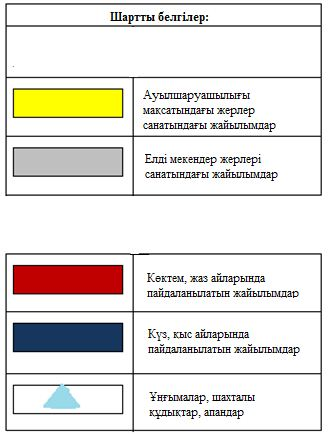 Шартты белгілер:
Ауылшаруашылығы
мақсатындағы жерлер
санатындағы жайылымдар
Елді мекендер жерлері
санатындағы жайылымдар
Көктем, жаз айларында
пайдаланылатын жайылымдар
Күз, қыс айларында
пайдаланылатын жайылымдар
Ұңғымалар, шахталы
құдықтар, апандар